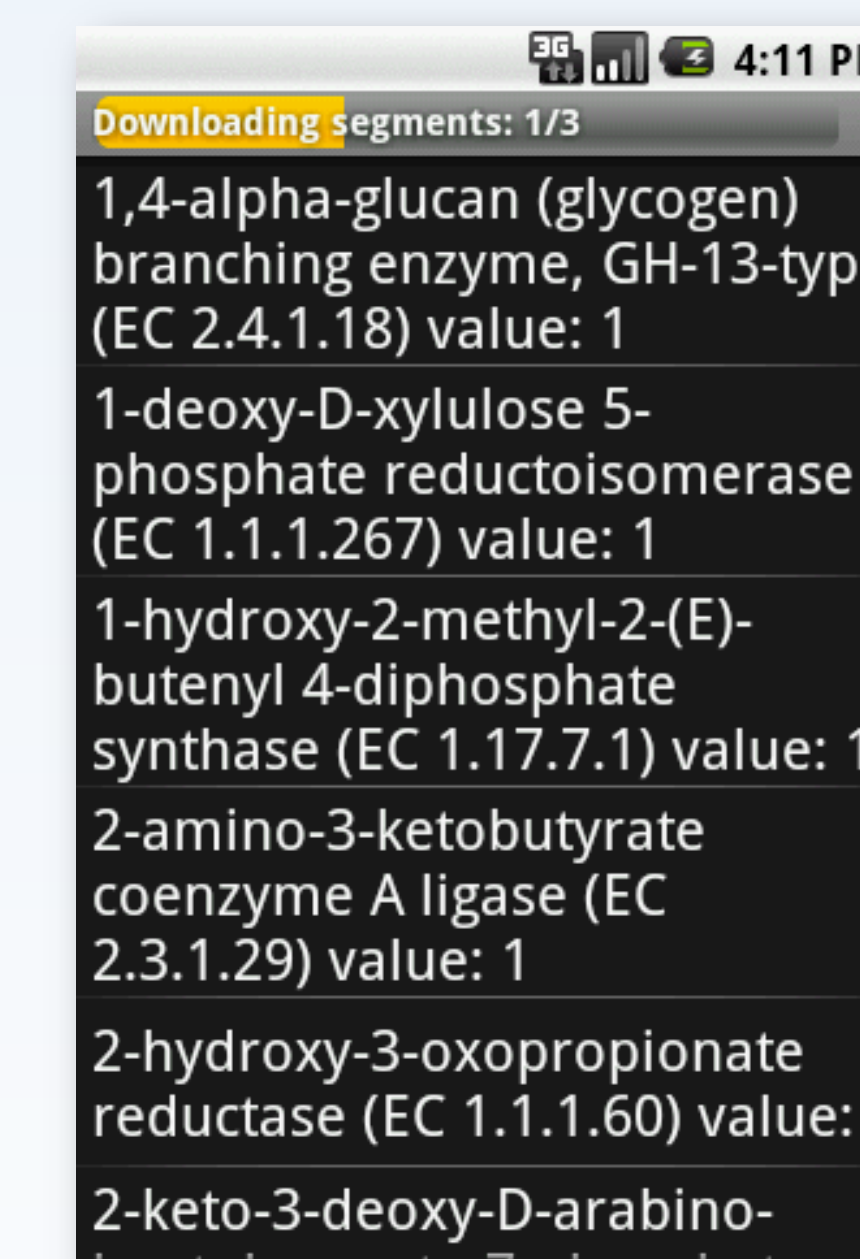 3G
4:11
Downloading segments: 1/3
1,4-alpha-glucan (glycogen)
branching enzyme, GH-13-typ
(EC 2.4.1.18) value: 1
1-deoxy-D-xylulose 5-
phosphate reductoisomerase
(EC 1.1.1.267) value: 1
1-hydroxy-2-methyl-2-(E)-
butenyl 4-diphosphate
synthase (EC 1.17.7.1) value: 1
2-amino-3-ketobutyrate
coenzyme A ligase (EC
2.3.1.29) value: 1
2-hydroxy-3-oxopropionate
reductase (EC 1.1.1.60) value:
2-keto-3-deoxy-D-arabino-